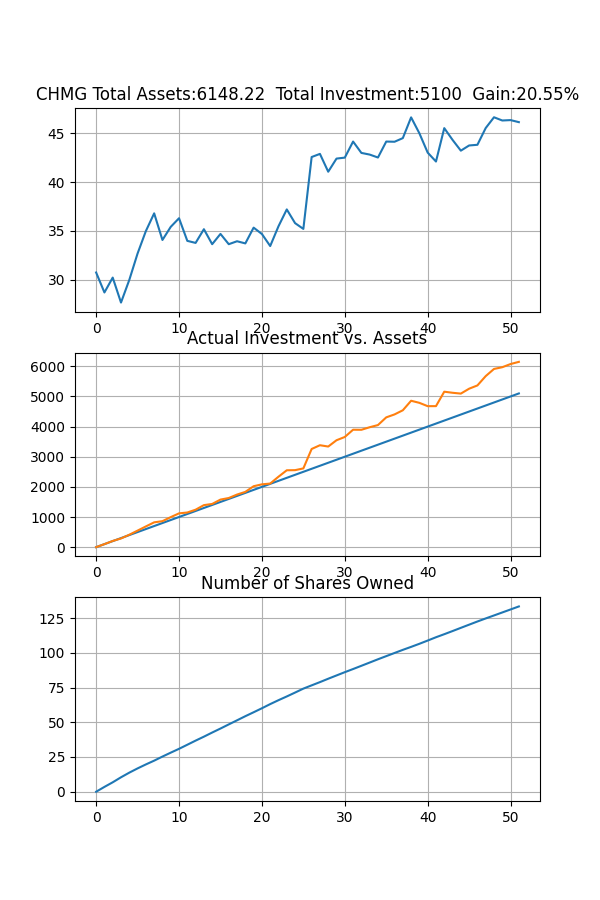 CHMG Total Assets:6148.22  Total Investment:5100  Gain:20.55%
45
40
35
30
0 10 20 30 40 50
Actual Investment vs. Assets
6000
5000
4000
3000
2000
1000
0
0 10 20 30 40 50
Number of Shares Owned
125
100
75
50
25
0
0 10 20 30 40 50